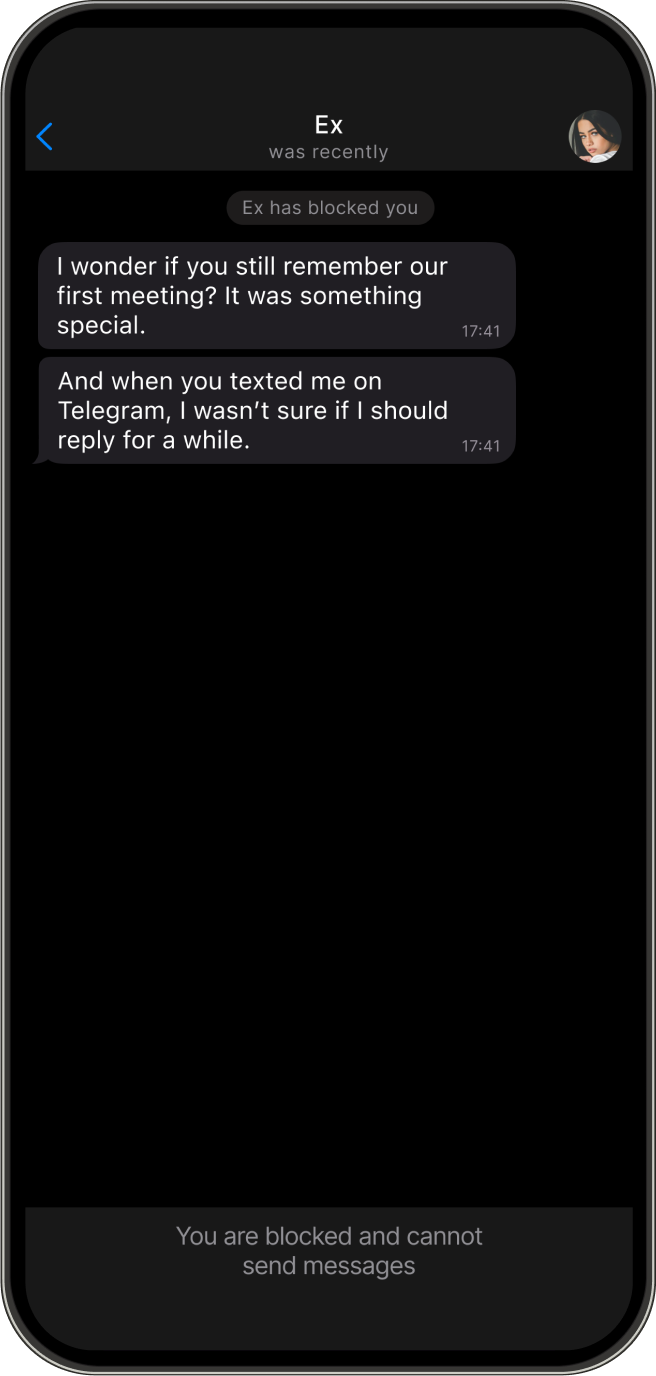 Ex
was recently
Ex has blocked you
I wonder if you still remember our
first meeting? It was something
special.
17:41
And when you texted me on
Telegram, I wasn’t sure if I should
reply for a while.
17:41
You are blocked and cannot
send messages